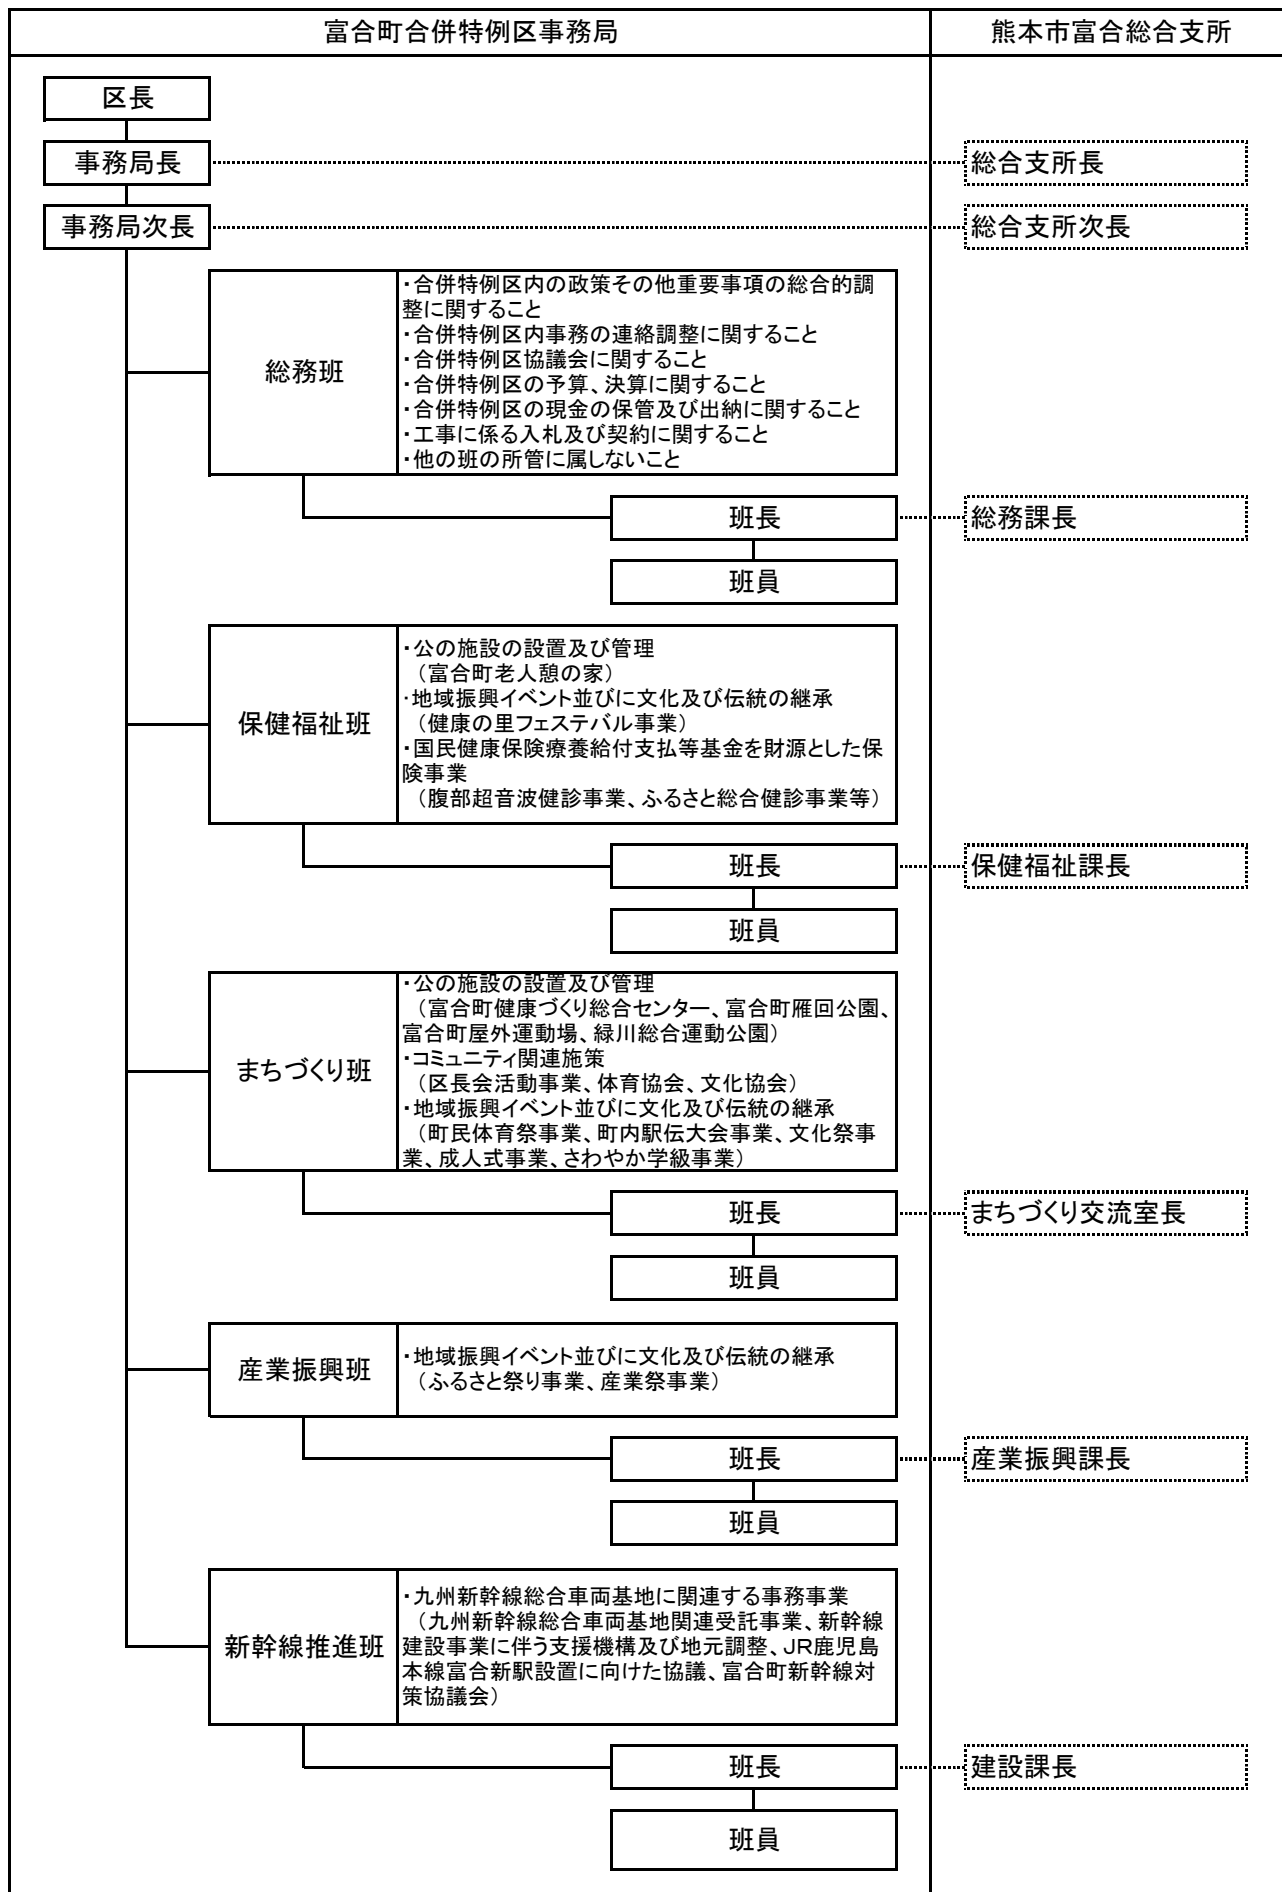 富合町合併特例区事務局
熊本市富合総合支所
区長
事務局長
総合支所長
事務局次長
総合支所次長
総務班
・合併特例区内の政策その他重要事項の総合的調
整に関すること
・合併特例区内事務の連絡調整に関すること
・合併特例区協議会に関すること
・合併特例区の予算、決算に関すること
・合併特例区の現金の保管及び出納に関すること
・工事に係る入札及び契約に関すること
・他の班の所管に属しないこと
班長
総務課長
班員
保健福祉班
・公の施設の設置及び管理
（富合町老人憩の家）
・地域振興イベント並びに文化及び伝統の継承
（健康の里フェステバル事業）
・国民健康保険療養給付支払等基金を財源とした保
険事業
（腹部超音波健診事業、ふるさと総合健診事業等）
班長
保健福祉課長
班員
まちづくり班
・公の施設の設置及び管理
（富合町健康づくり総合センター、富合町雁回公園、
富合町屋外運動場、緑川総合運動公園）
・コミュニティ関連施策
（区長会活動事業、体育協会、文化協会）
・地域振興イベント並びに文化及び伝統の継承
（町民体育祭事業、町内駅伝大会事業、文化祭事
業、成人式事業、さわやか学級事業）
班長
まちづくり交流室長
班員
産業振興班
・地域振興イベント並びに文化及び伝統の継承
（ふるさと祭り事業、産業祭事業）
班長
産業振興課長
班員
新幹線推進班
・九州新幹線総合車両基地に関連する事務事業
（九州新幹線総合車両基地関連受託事業、新幹線
建設事業に伴う支援機構及び地元調整、ＪＲ鹿児島
本線富合新駅設置に向けた協議、富合町新幹線対
策協議会）
班長
建設課長
班員